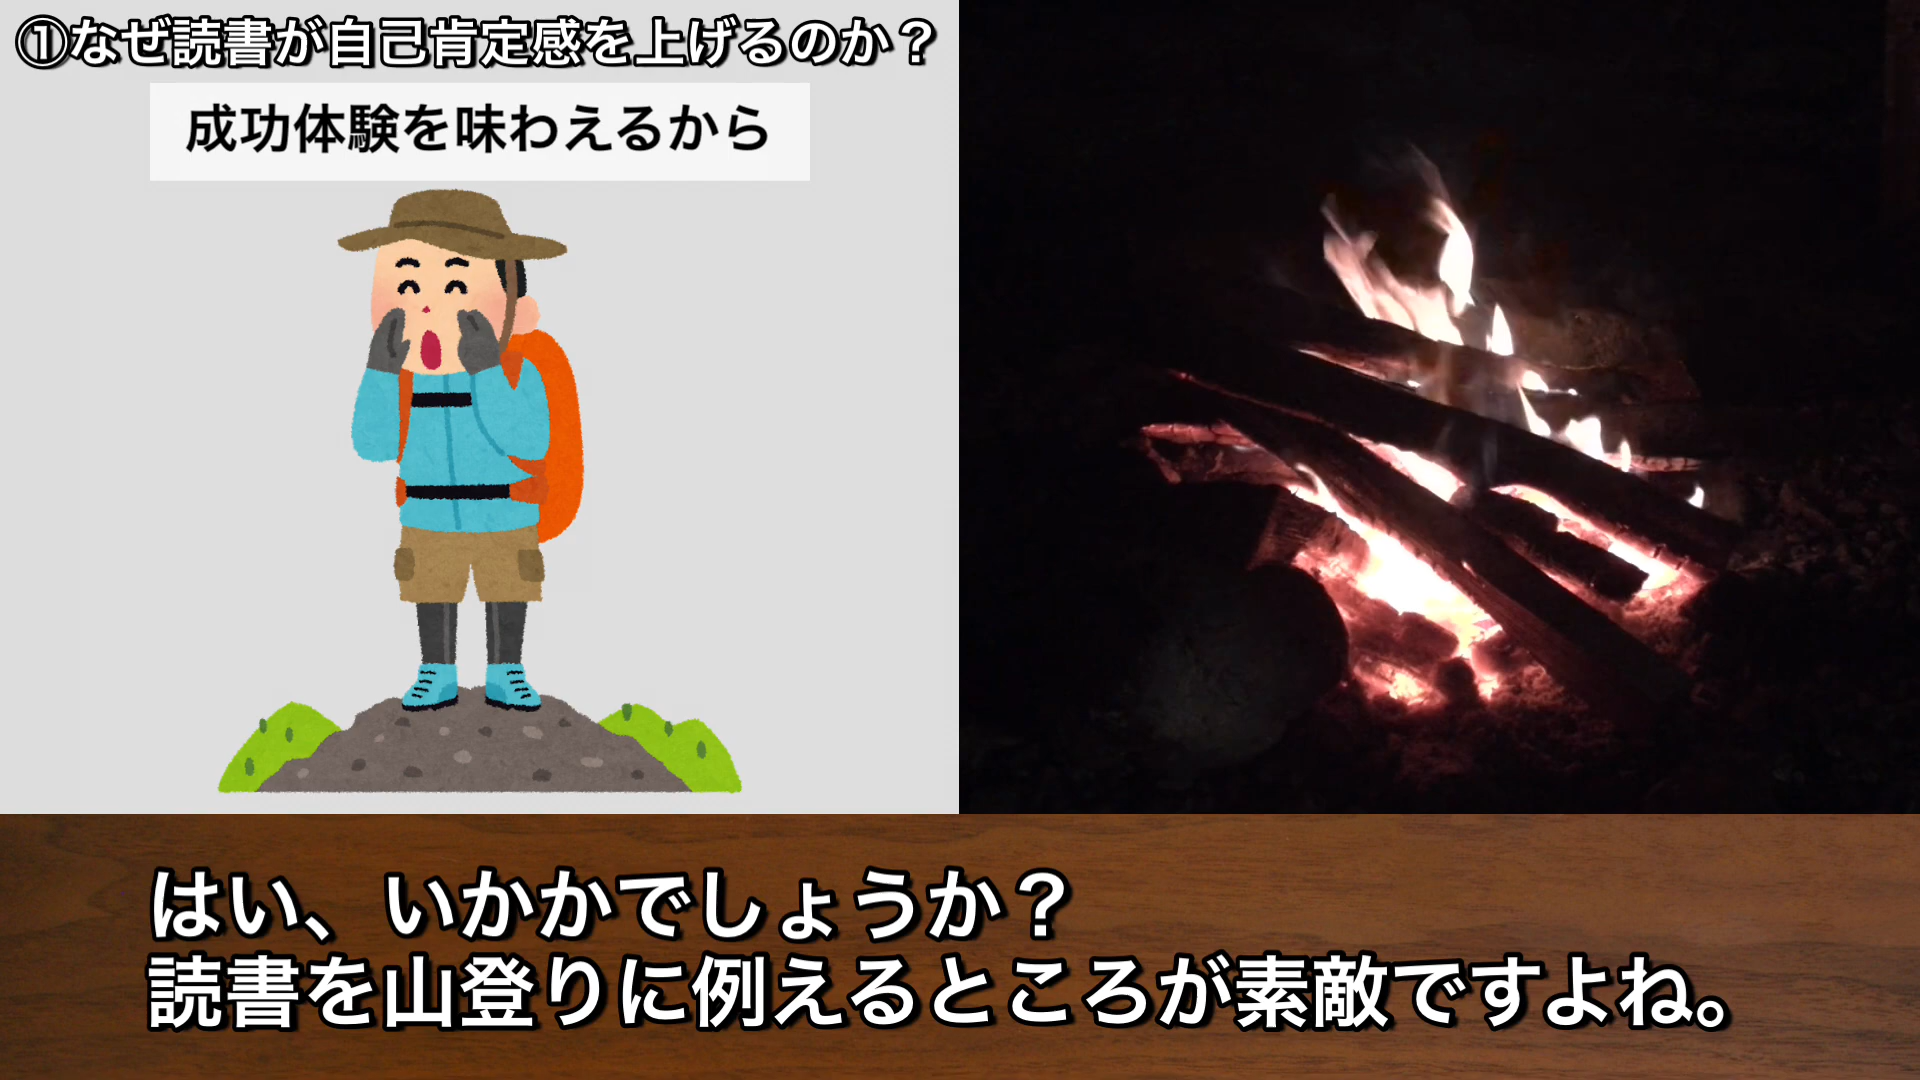 ①なぜ読書が自己肯定感を上げるのか？
成功体験を味わえるから
はい、いかかでしょうか？
読書を山登りに例えるところが素敵ですよね。